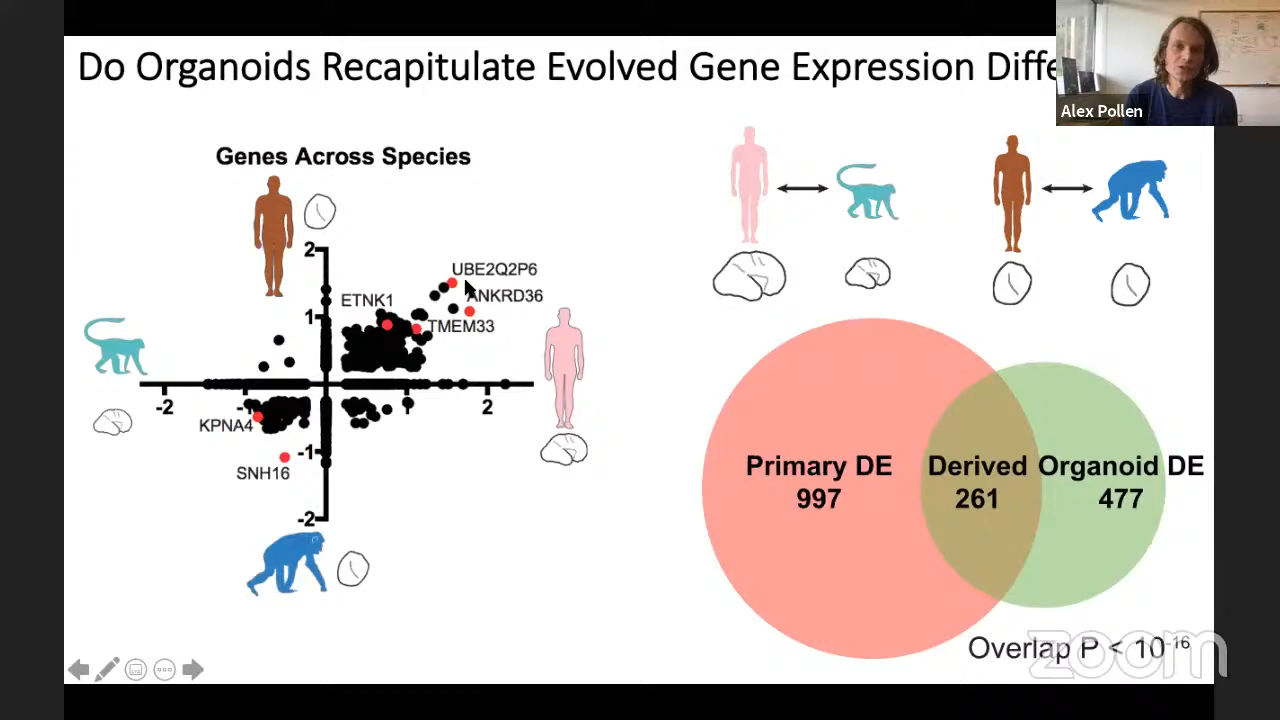 Do Organoids Recapitulate Evolved Gene Expression Diffe
Alex Pollen
Genes Across Species
2
UBE2Q2P6
ETNK1
ANKRD36
1
TMEM33
-2
-1
1
2
KPNA4
-1
SNH16
-2
Primary DE
997
Derived
261
Organoid DE
477
Overlap P < 10-16
zoom